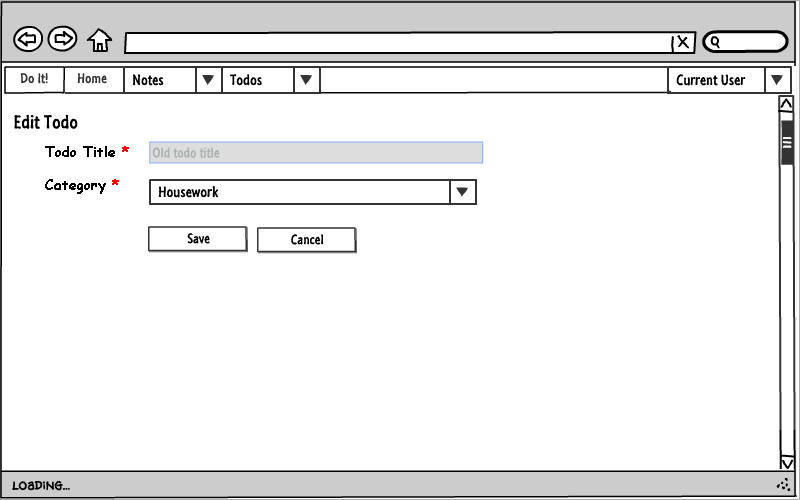 Do It! Home Notes Todos Current User
Edit Todo
Todo Title * Old todo title
Category * Housework
Save Cancel
LOADING...